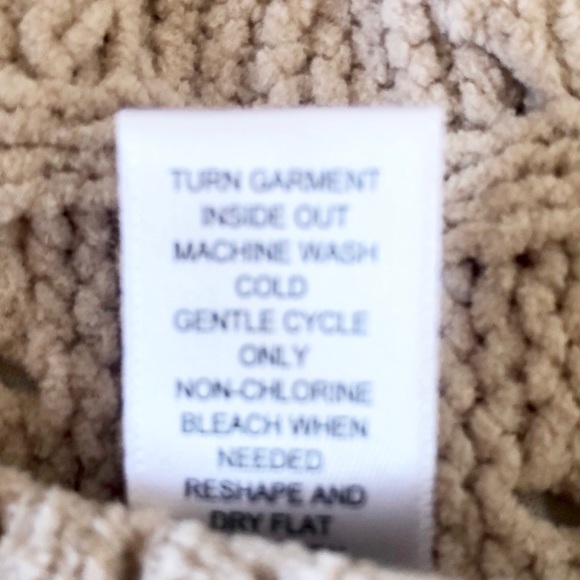 TURN GARMENT
INSIDE OUT
MACHINE WASH
COLD
GENTLE CYCLE
ONLY
NON-CHLORINE
BLEACH WHEN
NEEDED
RESHAPE AND
DRY FLAT